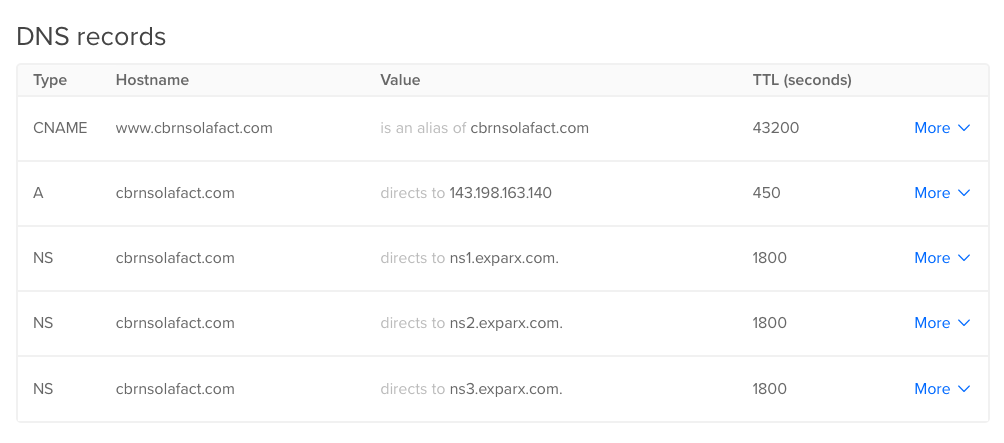 DNS records
Type Hostname Value TTL (seconds)
CNAME www.cbrnsolafact.com is an alias of cbrnsolafact.com 43200 More
A cbrnsolafact.com directs to 143.198.163.140 450 More
NS cbrnsolafact.com directs to ns1.exparx.com. 1800 More
NS cbrnsolafact.com directs to ns2.exparx.com. 1800 More
NS cbrnsolafact.com directs to ns3.exparx.com. 1800 More